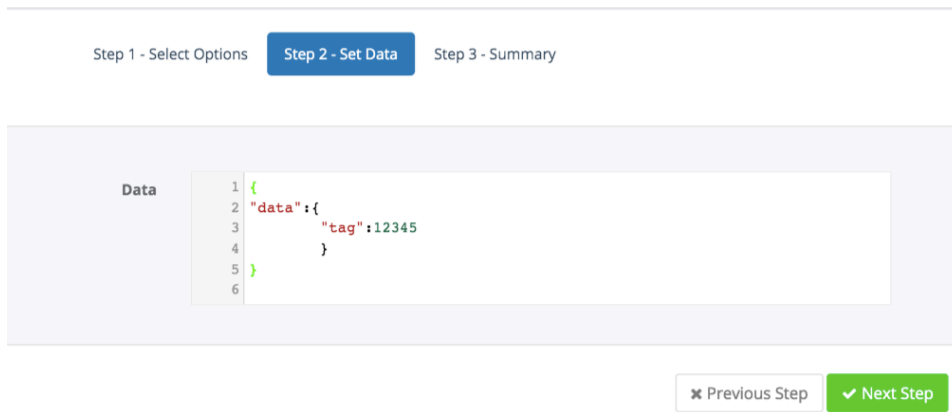 Step 1 - Select Options Step 2 - Set Data Step 3 - Summary
Data
1 {
2 "data":{
3 "tag":12345
4 }
5 }
6
Previous Step Next Step